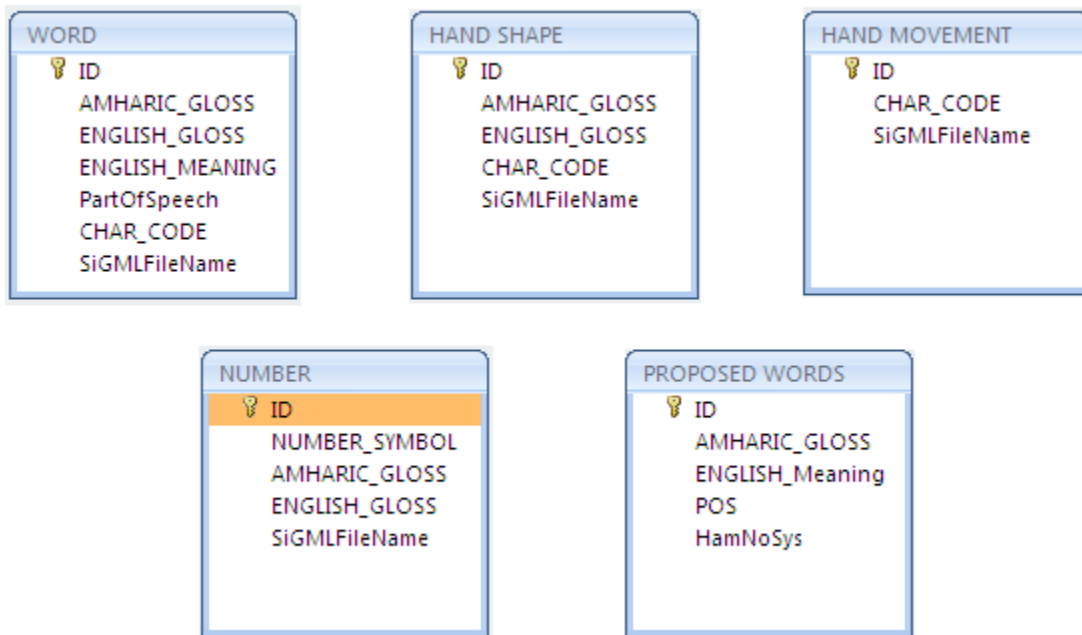 WORD
ID
AMHARIC_GLOSS
ENGLISH_GLOSS
ENGLISH_MEANING
PartOfSpeech
CHAR_CODE
SiGMLFileName
HAND SHAPE
ID
AMHARIC_GLOSS
ENGLISH_GLOSS
CHAR_CODE
SiGMLFileName
HAND MOVEMENT
ID
CHAR_CODE
SiGMLFileName
NUMBER
ID
NUMBER_SYMBOL
AMHARIC_GLOSS
ENGLISH_GLOSS
SiGMLFileName
PROPOSED WORDS
ID
AMHARIC_GLOSS
ENGLISH_Meaning
POS
HamNoSys